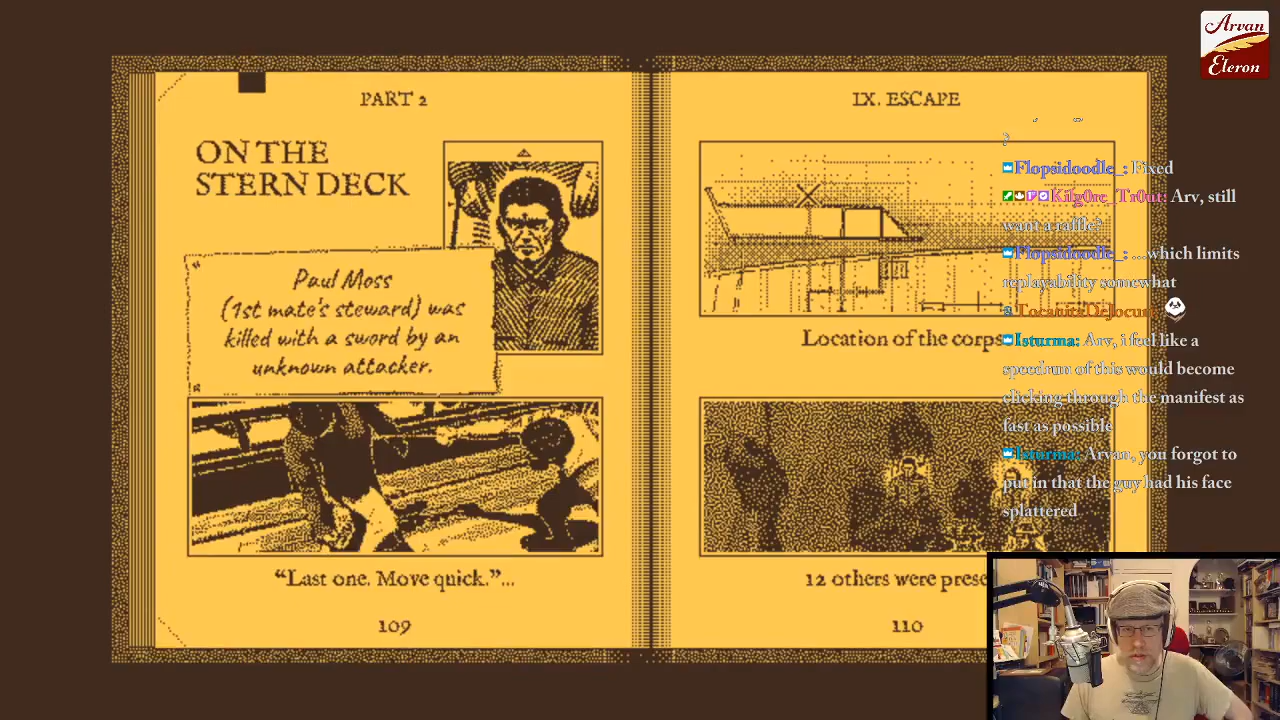 Arvan
Eleron
PART 2
ON THE
STERN DECK
Paul Moss
(1st mate's steward) was
killed with a sword by an
unknown attacker.
“Last one. Move quick.”...
109
IX. ESCAPE
Location of the corps
12 others were prese
110
?
Flopsidoodle_: Fixed
Kilg0re_Tr0ut: Arv, still
want a raffle?
Flopsidoodle_: ...which limits
replayability somewhat
Isturma: Arv, i feel like a
speedrun of this would become
clicking through the manifest as
fast as possible
Isturma: Arvan, you forgot to
put in that the guy had his face
splattered